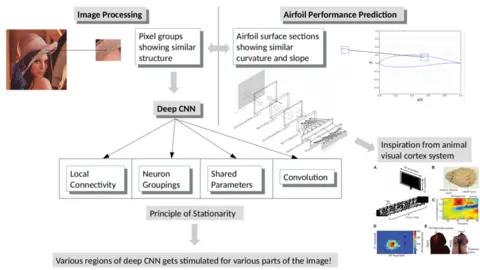 Image Processing
Airfoil Performance Prediction
Pixel groups
showing similar
structure
Airfoil surface sections
showing similar
curvature and slope
Deep CNN
Local
Connectivity
Neuron
Groupings
Shared
Parameters
Convolution
Inspiration from animal
visual cortex system
Principle of Stationarity
Various regions of deep CNN gets stimulated for various parts of the image!
A
B
C
D
E
X/C